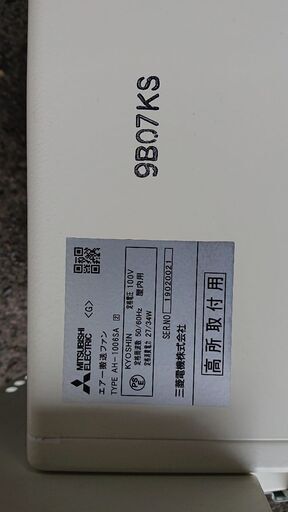 9B07KS
MITSUBISHI
ELECTRIC
<G>
エアー搬送ファン
TYPE AH-1006SA 2
KYOSHIN
定格電圧 100V
定格周波数 50/60Hz 屋内用
定格消費電力 27/34W
PS
E
SER.NO 19020021
三菱電機株式会社
高所取付用